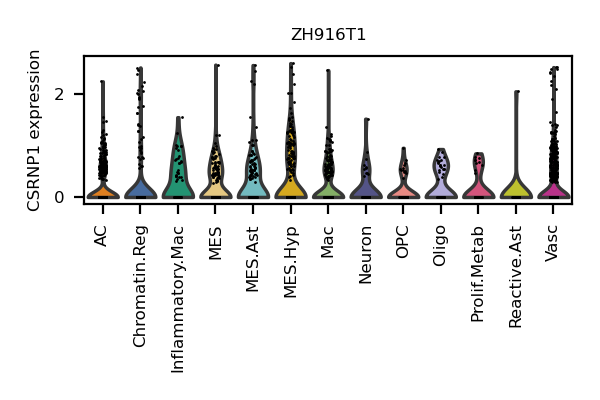 ZH916T1
CSRNP1 expression
2
0
AC
Chromatin.Reg
Inflammatory.Mac
MES
MES.Ast
MES.Hyp
Mac
Neuron
OPC
Oligo
Prolif.Metab
Reactive.Ast
Vasc